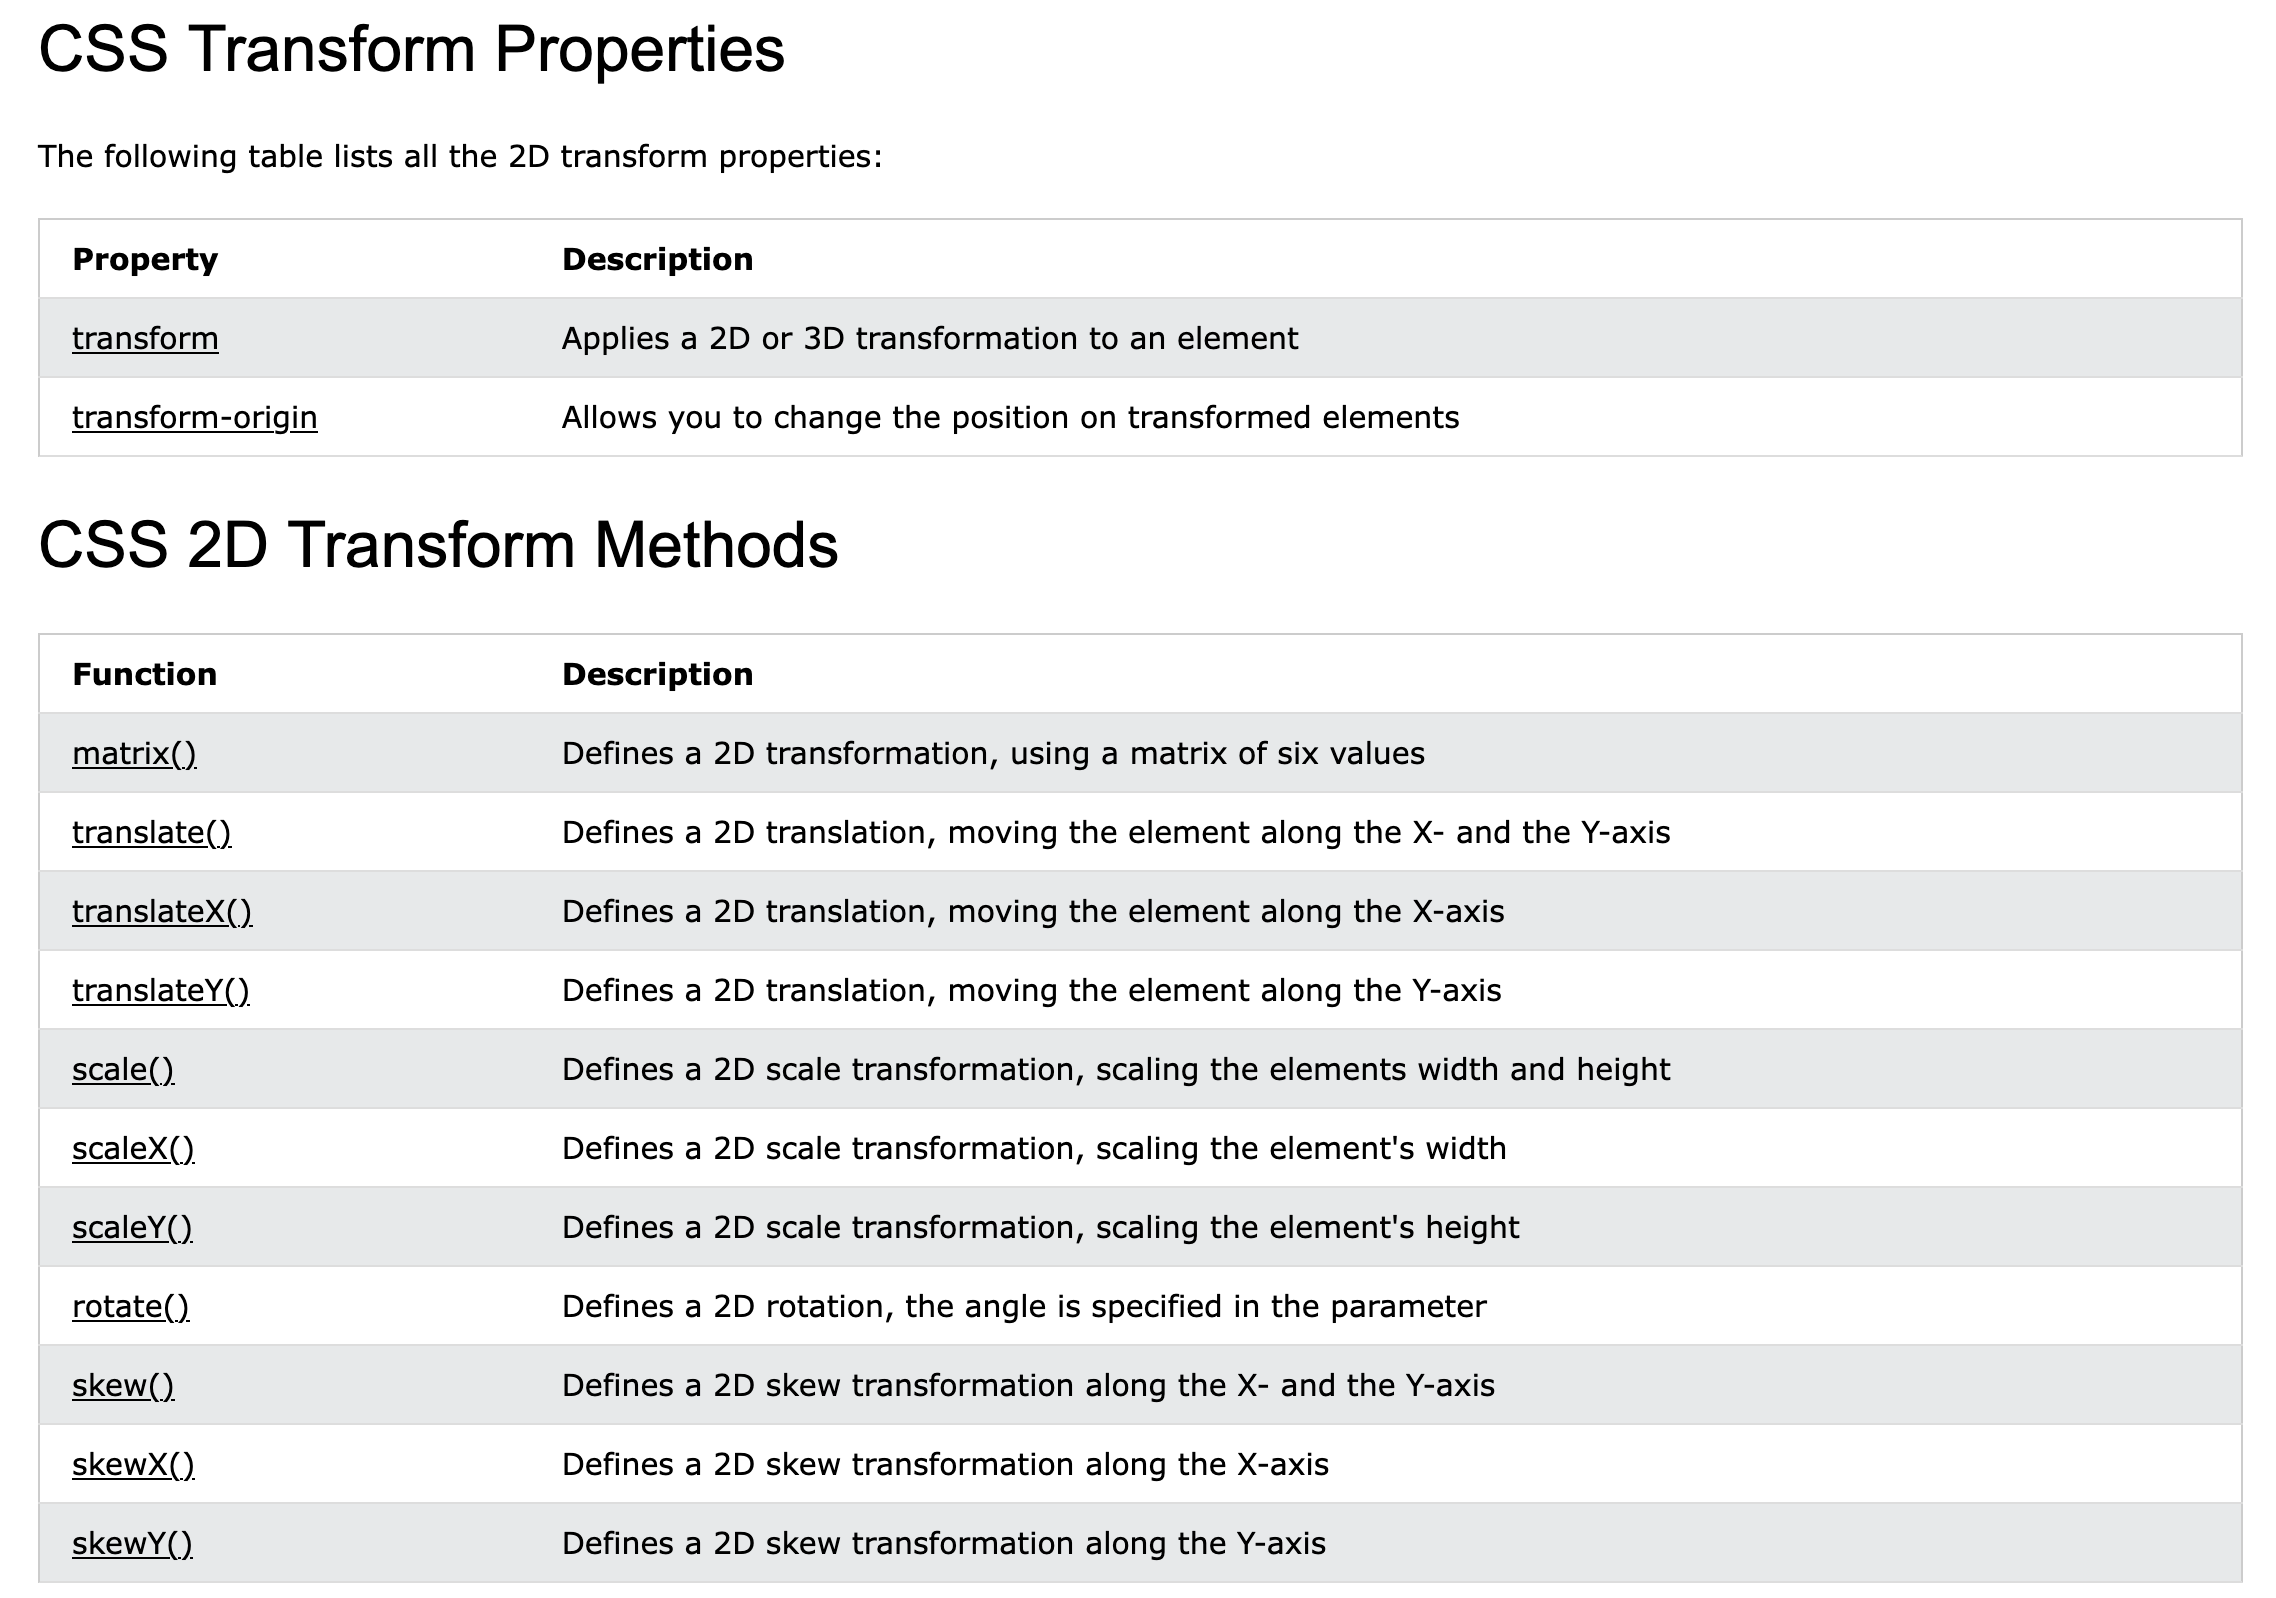 CSS Transform Properties
The following table lists all the 2D transform properties:
Property Description
transform Applies a 2D or 3D transformation to an element
transform-origin Allows you to change the position on transformed elements
CSS 2D Transform Methods
Function Description
matrix() Defines a 2D transformation, using a matrix of six values
translate() Defines a 2D translation, moving the element along the X- and the Y-axis
translateX() Defines a 2D translation, moving the element along the X-axis
translateY() Defines a 2D translation, moving the element along the Y-axis
scale() Defines a 2D scale transformation, scaling the elements width and height
scaleX() Defines a 2D scale transformation, scaling the element's width
scaleY() Defines a 2D scale transformation, scaling the element's height
rotate() Defines a 2D rotation, the angle is specified in the parameter
skew() Defines a 2D skew transformation along the X- and the Y-axis
skewX() Defines a 2D skew transformation along the X-axis
skewY() Defines a 2D skew transformation along the Y-axis